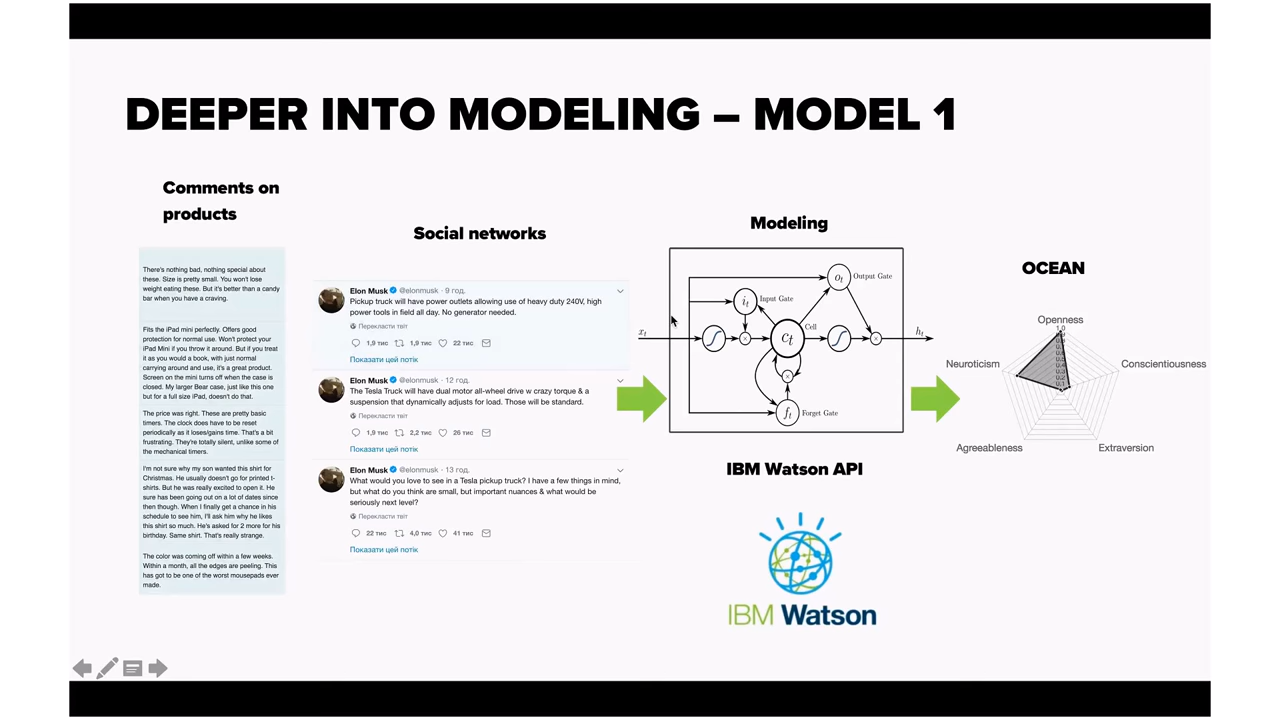 DEEPER INTO MODELING – MODEL 1
Comments on
products
There's nothing bad, nothing special about
these. Size is pretty small. You won't lose
weight eating these. But it's better than a candy
bar when you have a craving.
Fits the iPad mini perfectly. Offers good
protection for normal use. Won't protect your
iPad Mini if you throw it around. But if you treat
it as you would a book, with just normal
carrying around and use, it's a great product.
Screen on the mini turns off when the case is
closed. My larger Bear case, just like this one
but for a full size iPad, doesn't do that.
The price was right. These are pretty basic
timers. The clock does have to be reset
periodically as it loses/gains time. That's a bit
frustrating. They're totally silent, unlike some of
the mechanical timers.
I'm not sure why my son wanted this shirt for
Christmas. He usually doesn't go for printed t-
shirts. But he was really excited to open it. He
sure has been going out on a lot of dates since
then though. When I finally get a chance in his
schedule to see him, I'll ask him why he likes
this shirt so much. He's asked for 2 more for his
birthday. Same shirt. That's really strange.
The color was coming off within a few weeks.
Within a month, all the edges are peeling. This
has got to be one of the worst mousepads ever
made.
Social networks
Elon Musk @elonmusk · 9 год.
Pickup truck will have power outlets allowing use of heavy duty 240V, high
power tools in field all day. No generator needed.
Перекласти твіт
1,9 тис 1,9 тис 22 тис
Показати цей потік
Elon Musk @elonmusk · 12 год.
The Tesla Truck will have dual motor all-wheel drive w crazy torque & a
suspension that dynamically adjusts for load. Those will be standard.
Перекласти твіт
1,9 тис 2,2 тис 26 тис
Показати цей потік
Elon Musk @elonmusk · 13 год.
What would you love to see in a Tesla pickup truck? I have a few things in mind,
but what do you think are small, but important nuances & what would be
seriously next level?
Перекласти твіт
22 тис 4,0 тис 41 тис
Показати цей потік
Modeling
o_t Output Gate
i_t Input Gate
x_t
c_t Cell
h_t
f_t Forget Gate
IBM Watson API
IBM Watson
OCEAN
Openness
1.0
Neuroticism
Conscientiousness
Agreeableness
Extraversion